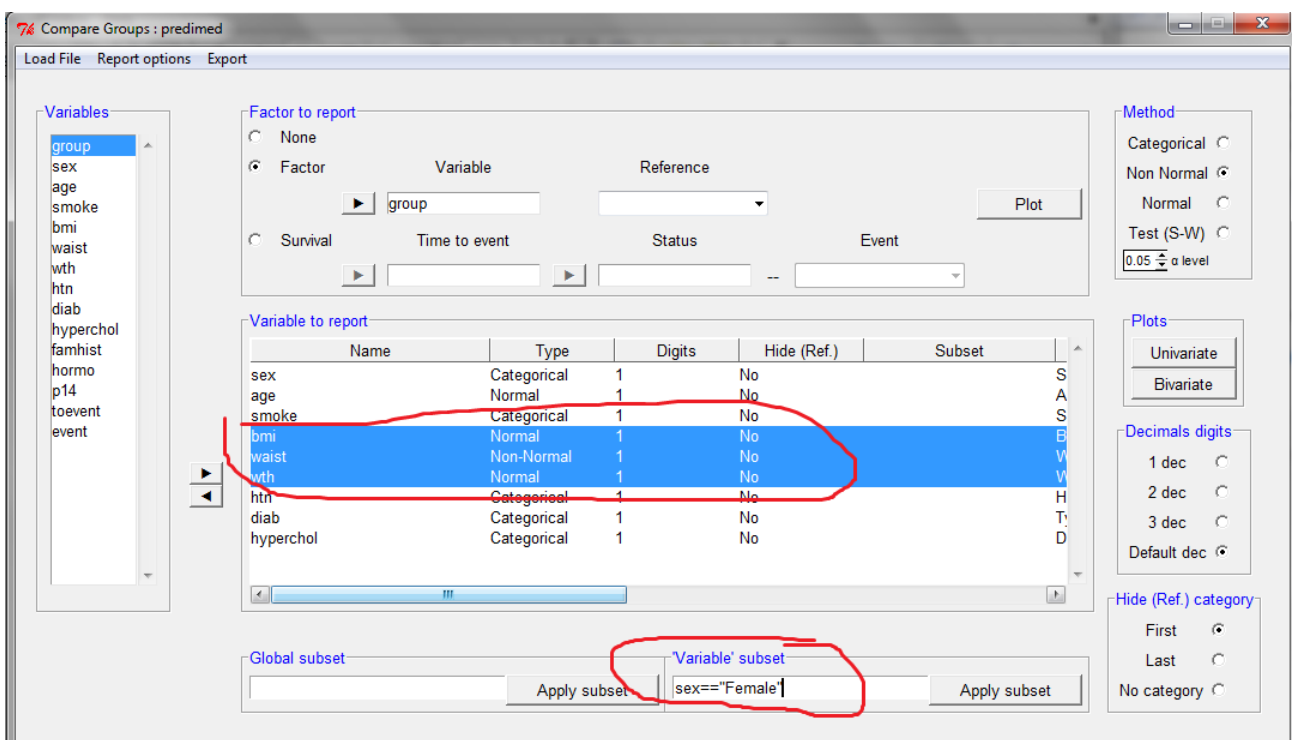 Compare Groups : predimed
Load File Report options Export
Variables
group
sex
age
smoke
bmi
waist
wth
htn
diab
hyperchol
famhist
hormo
p14
toevent
event
Factor to report
None
Factor Variable Reference
group Plot
Survival Time to event Status Event
--
Variable to report
Name Type Digits Hide (Ref.) Subset
sex Categorical 1 No S
age Normal 1 No A
smoke Categorical 1 No S
bmi Normal 1 No B
waist Non-Normal 1 No W
wth Normal 1 No W
htn Categorical 1 No H
diab Categorical 1 No Ty
hyperchol Categorical 1 No D
Global subset
Apply subset
'Variable' subset
sex=="Female" Apply subset
Method
Categorical
Non Normal
Normal
Test (S-W)
0.05 α level
Plots
Univariate
Bivariate
Decimals digits
1 dec
2 dec
3 dec
Default dec
Hide (Ref.) category
First
Last
No category